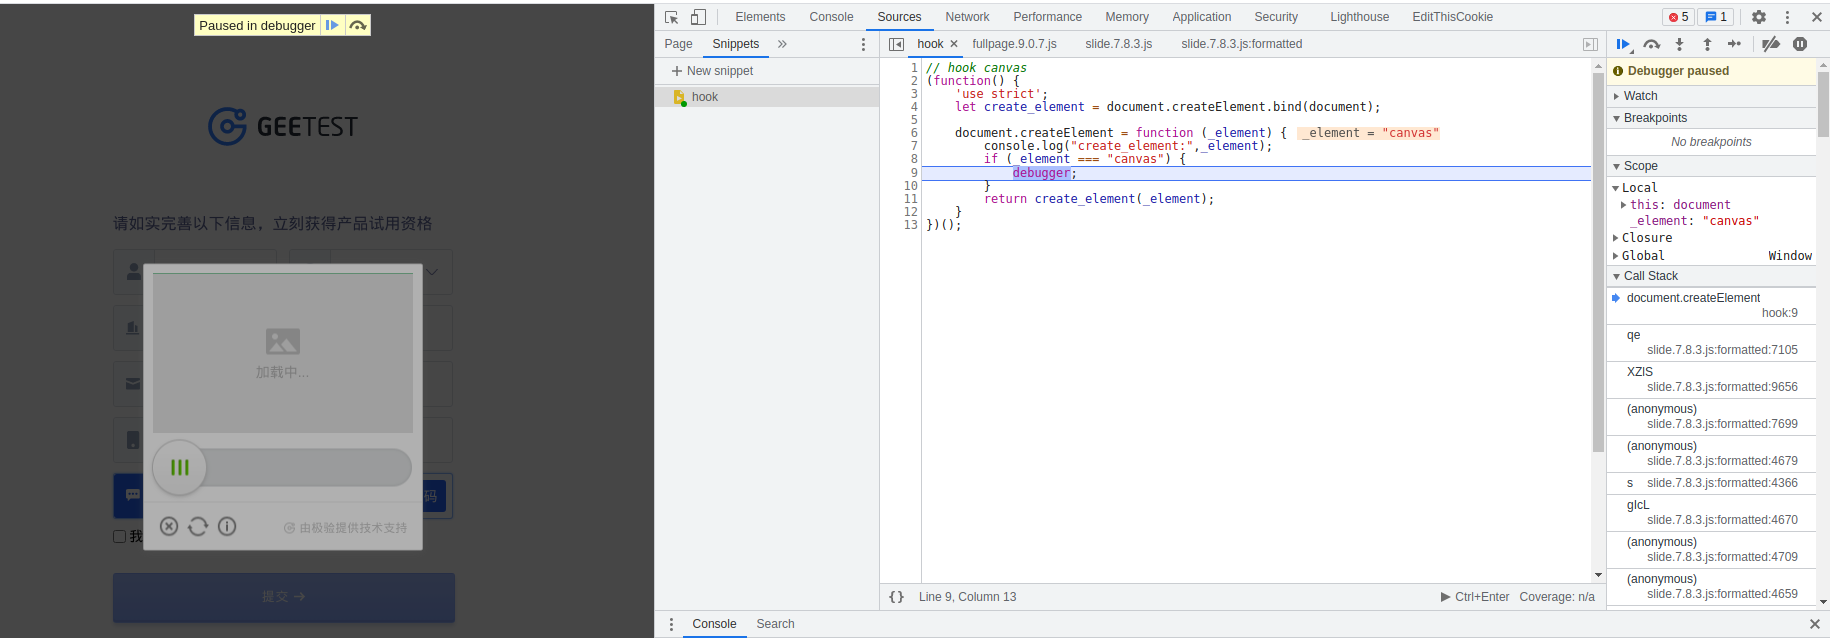 Paused in debugger
GEETEST
请如实完善以下信息，立刻获得产品试用资格
加载中...
码
由极验提供技术支持
我
提交
Elements Console Sources Network Performance Memory Application Security Lighthouse EditThisCookie 5 1
Page Snippets
New snippet
hook
hook fullpage.9.0.7.js slide.7.8.3.js slide.7.8.3.js:formatted
1 // hook canvas
2 (function() {
3 'use strict';
4 let create_element = document.createElement.bind(document);
5
6 document.createElement = function (_element) { _element = "canvas"
7 console.log("create_element:",_element);
8 if (_element === "canvas") {
9 debugger;
10 }
11 return create_element(_element);
12 }
13 })();
{} Line 9, Column 13 Ctrl+Enter Coverage: n/a
Debugger paused
Watch
Breakpoints
No breakpoints
Scope
Local
this: document
_element: "canvas"
Closure
Global Window
Call Stack
document.createElement
hook:9
qe
slide.7.8.3.js:formatted:7105
XZlS
slide.7.8.3.js:formatted:9656
(anonymous)
slide.7.8.3.js:formatted:7699
(anonymous)
slide.7.8.3.js:formatted:4679
s slide.7.8.3.js:formatted:4366
glcL
slide.7.8.3.js:formatted:4670
(anonymous)
slide.7.8.3.js:formatted:4709
(anonymous)
slide.7.8.3.js:formatted:4659
Console Search